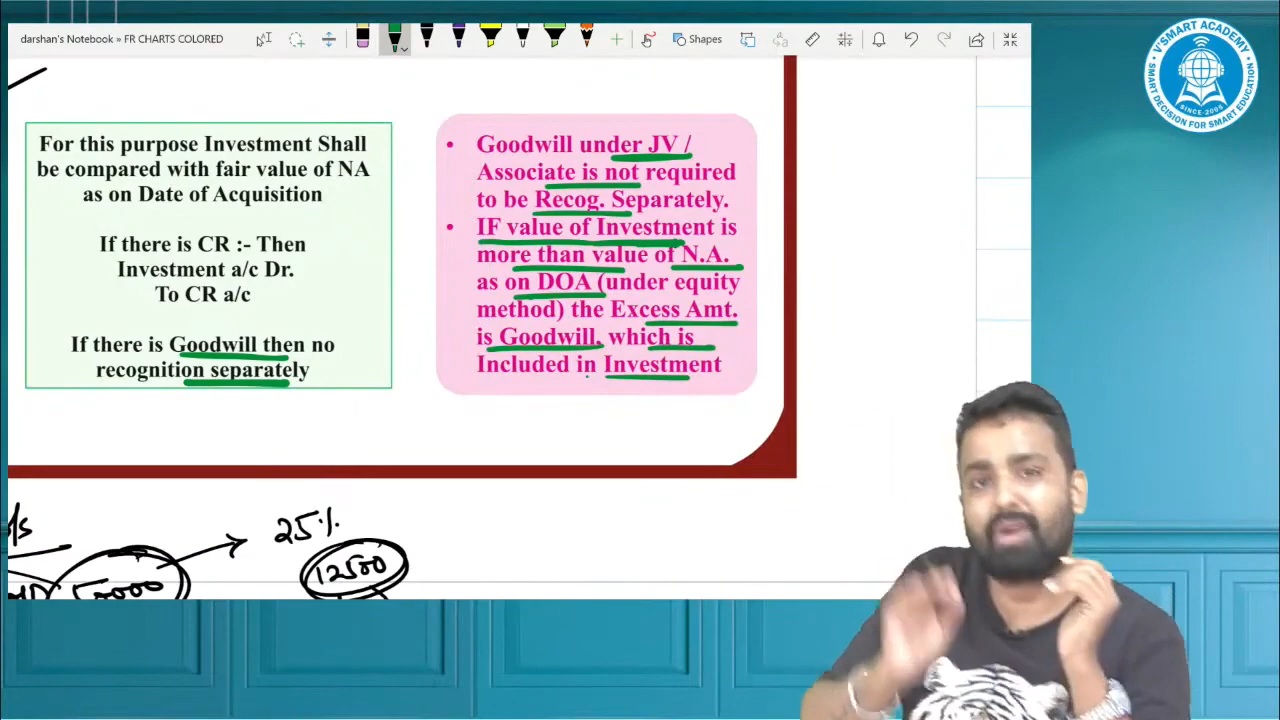 darshan's Notebook » FR CHARTS COLORED
Shapes
V'SMART ACADEMY
SINCE-2005
SMART DECISION FOR SMART EDUCATION
For this purpose Investment Shall
be compared with fair value of NA
as on Date of Acquisition
If there is CR :- Then
Investment a/c Dr.
To CR a/c
If there is Goodwill then no
recognition separately
• Goodwill under JV /
Associate is not required
to be Recog. Separately.
• IF value of Investment is
more than value of N.A.
as on DOA (under equity
method) the Excess Amt.
is Goodwill, which is
Included in Investment
25%
12500